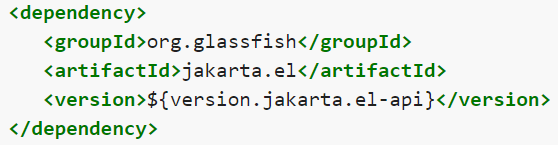 <dependency>
<groupId>org.glassfish</groupId>
<artifactId>jakarta.el</artifactId>
<version>${version.jakarta.el-api}</version>
</dependency>